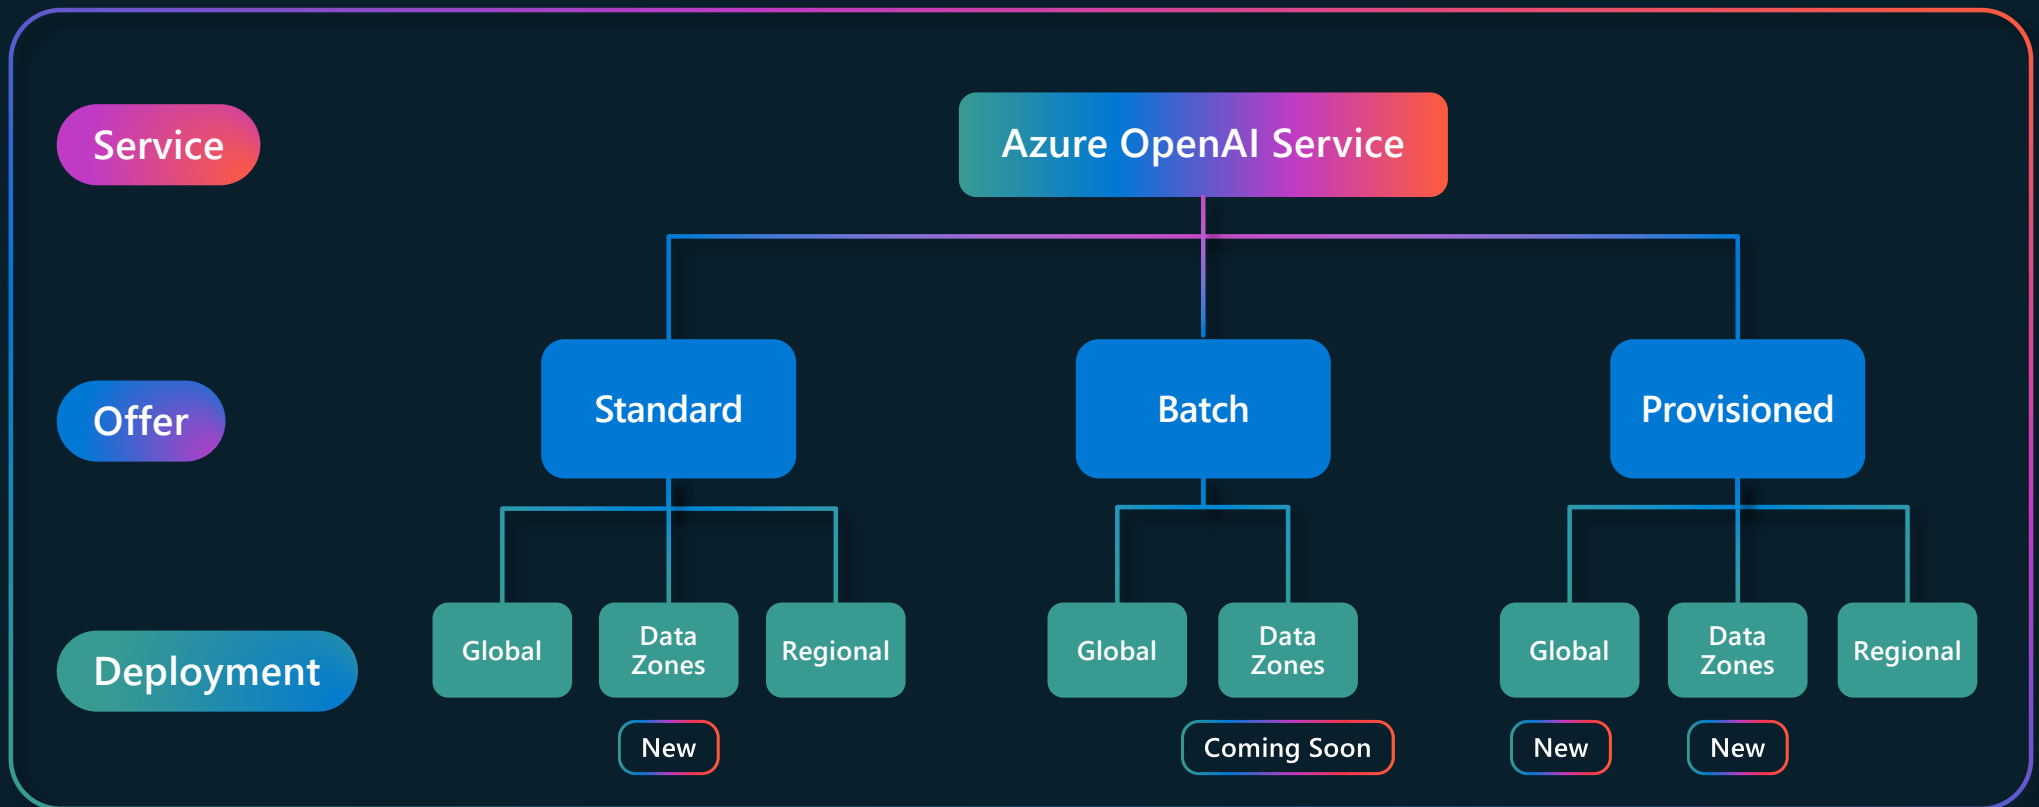 Service
Azure OpenAI Service
Offer
Standard
Batch
Provisioned
Deployment
Global
Data
Zones
Regional
Global
Data
Zones
Global
Data
Zones
Regional
New
Coming Soon
New
New